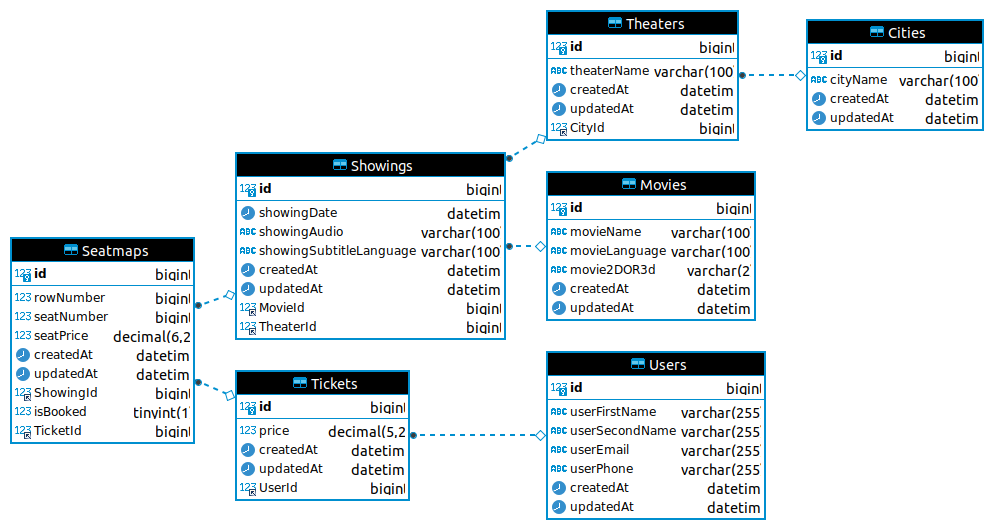 Theaters
123 id bigint
ABC theaterName varchar(100
createdAt datetim
updatedAt datetim
123 CityId bigint
Cities
123 id bigint
ABC cityName varchar(100
createdAt datetim
updatedAt datetim
Showings
123 id bigint
showingDate datetim
ABC showingAudio varchar(100
ABC showingSubtitleLanguage varchar(100
createdAt datetim
updatedAt datetim
123 MovieId bigint
123 TheaterId bigint
Movies
123 id bigint
ABC movieName varchar(100
ABC movieLanguage varchar(100
ABC movie2DOR3d varchar(2
createdAt datetim
updatedAt datetim
Seatmaps
123 id bigint
123 rowNumber bigint
123 seatNumber bigint
123 seatPrice decimal(6,2
createdAt datetim
updatedAt datetim
123 ShowingId bigint
123 isBooked tinyint(1
123 TicketId bigint
Tickets
123 id bigint
123 price decimal(5,2
createdAt datetim
updatedAt datetim
123 UserId bigint
Users
123 id bigint
ABC userFirstName varchar(255
ABC userSecondName varchar(255
ABC userEmail varchar(255
ABC userPhone varchar(255
createdAt datetim
updatedAt datetim